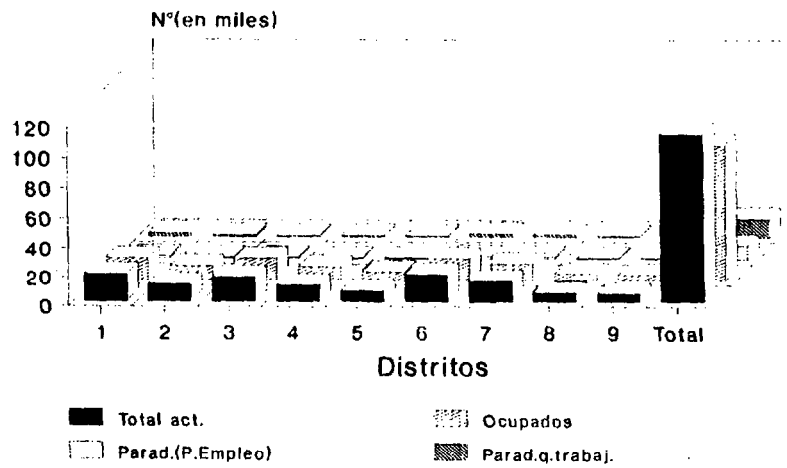 Nº(en miles)
120
100
80
60
40
20
0
1 2 3 4 5 6 7 8 9 Total
Distritos
Total act. Ocupados
Parad.(P.Empleo) Parad.q.trabaj.